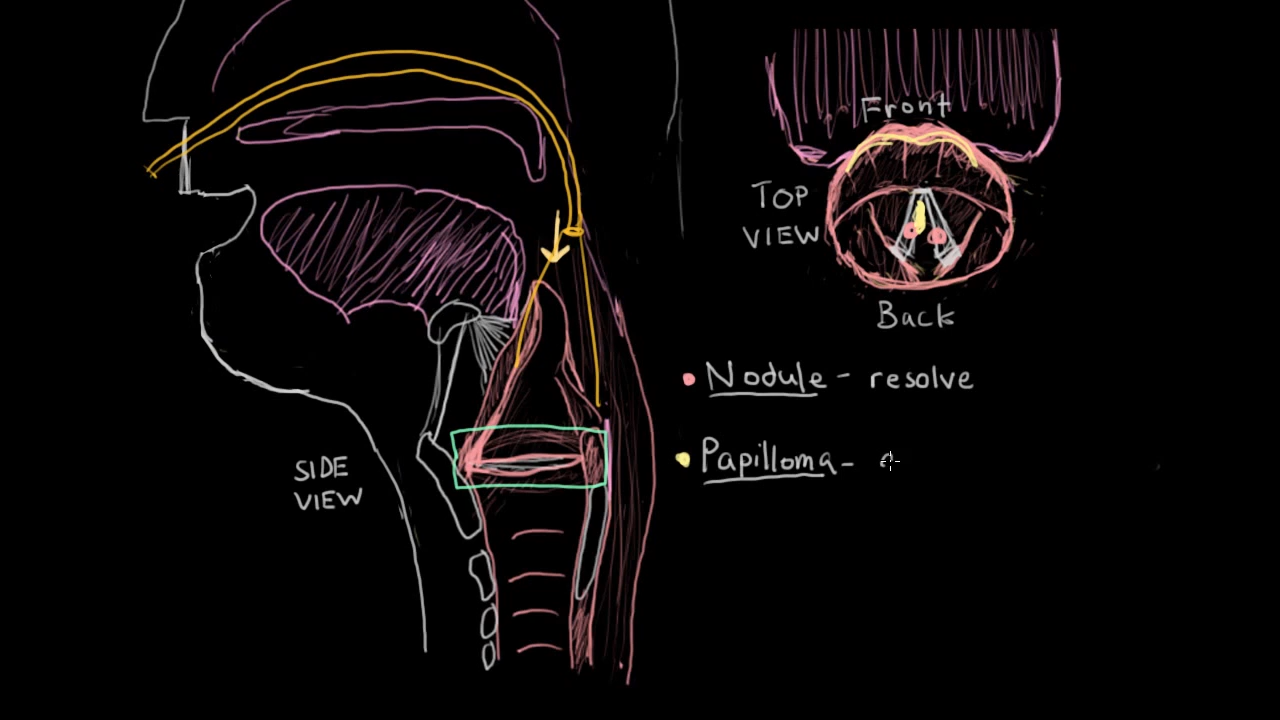 Front
TOP
VIEW
Back
Nodule - resolve
Papilloma -
SIDE
VIEW